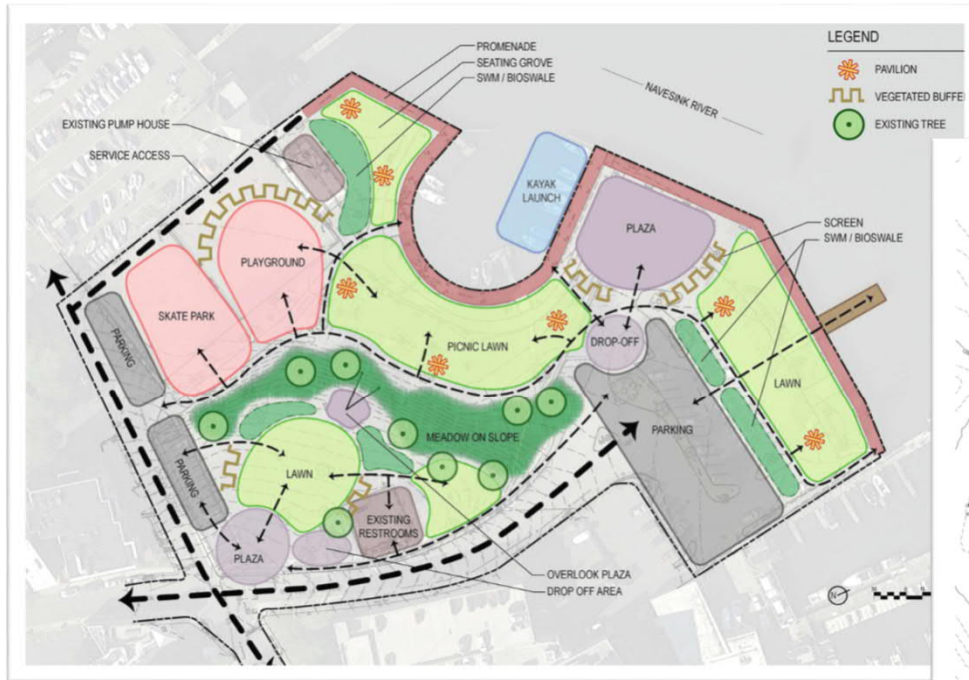 PROMENADE
SEATING GROVE
SWM / BIOSWALE
EXISTING PUMP HOUSE
SERVICE ACCESS
LEGEND
PAVILION
VEGETATED BUFFE
EXISTING TREE
NAVESINK RIVER
KAYAK
LAUNCH
PLAZA
SCREEN
SWM / BIOSWALE
PLAYGROUND
SKATE PARK
PARKING
PICNIC LAWN
DROP-OFF
LAWN
MEADOW ON SLOPE
PARKING
PARKING
LAWN
EXISTING
RESTROOMS
PLAZA
OVERLOOK PLAZA
DROP OFF AREA
N